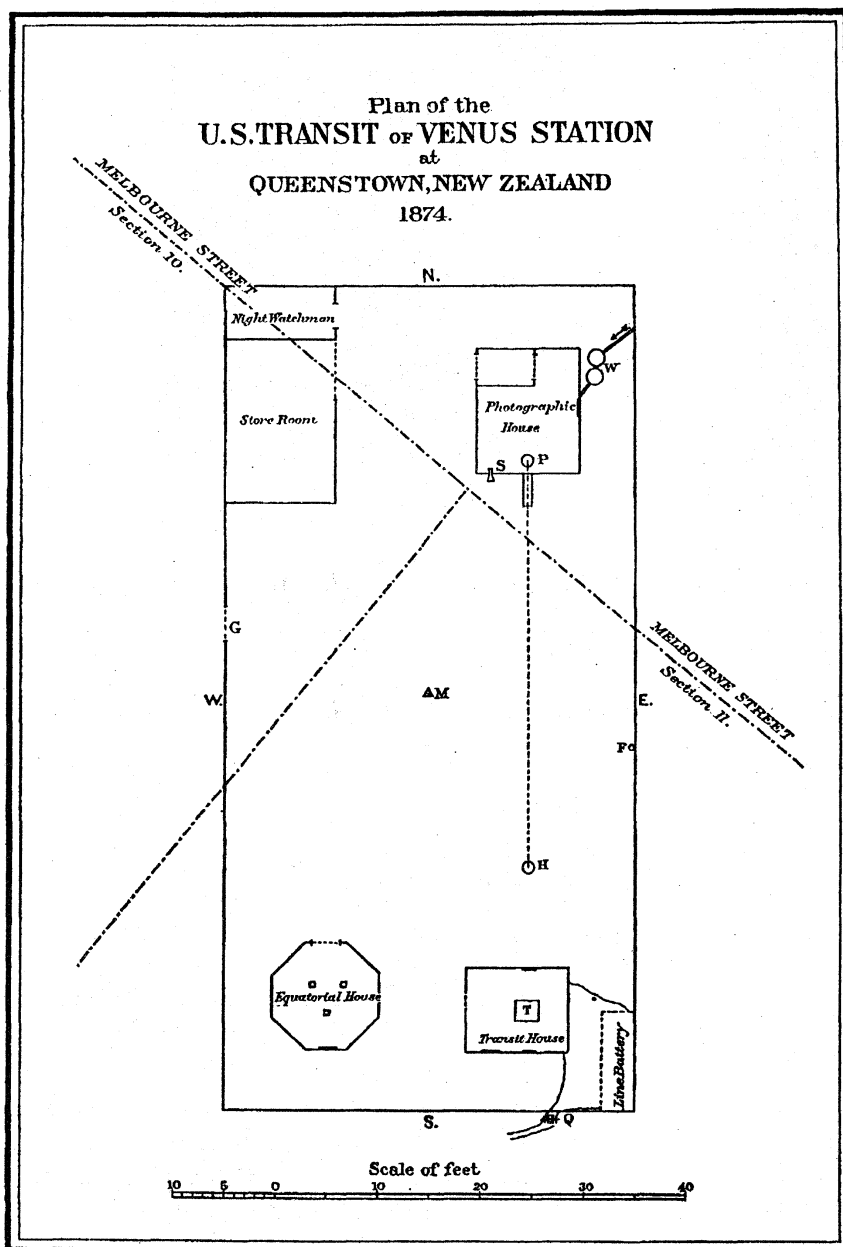 Plan of the
U.S. TRANSIT OF VENUS STATION
at
QUEENSTOWN, NEW ZEALAND
1874.
MELBOURNE STREET
Section 10.
N.
Night Watchman
W
Store Room
Photographic
House
S
P
G
MELBOURNE STREET
Section 11.
W.
M
E.
F
H
Equatorial House
T
Transit House
Line Battery
S.
Q
Scale of feet
10 5 0 10 20 30 40